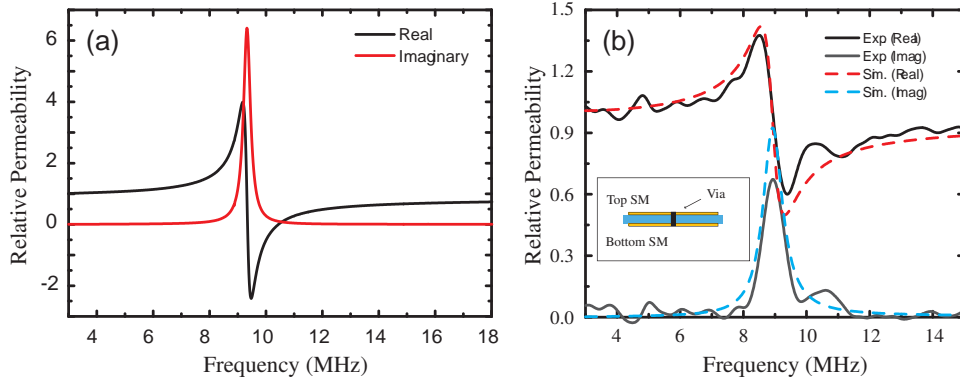 (a)
Real
Imaginary
Relative Permeability
6
4
2
0
-2
4 6 8 10 12 14 16 18
Frequency (MHz)
(b)
Exp (Real)
Exp (Imag)
Sim. (Real)
Sim. (Imag)
Relative Permeability
1.5
1.2
0.9
0.6
0.3
0.0
Top SM
Via
Bottom SM
4 6 8 10 12 14
Frequency (MHz)